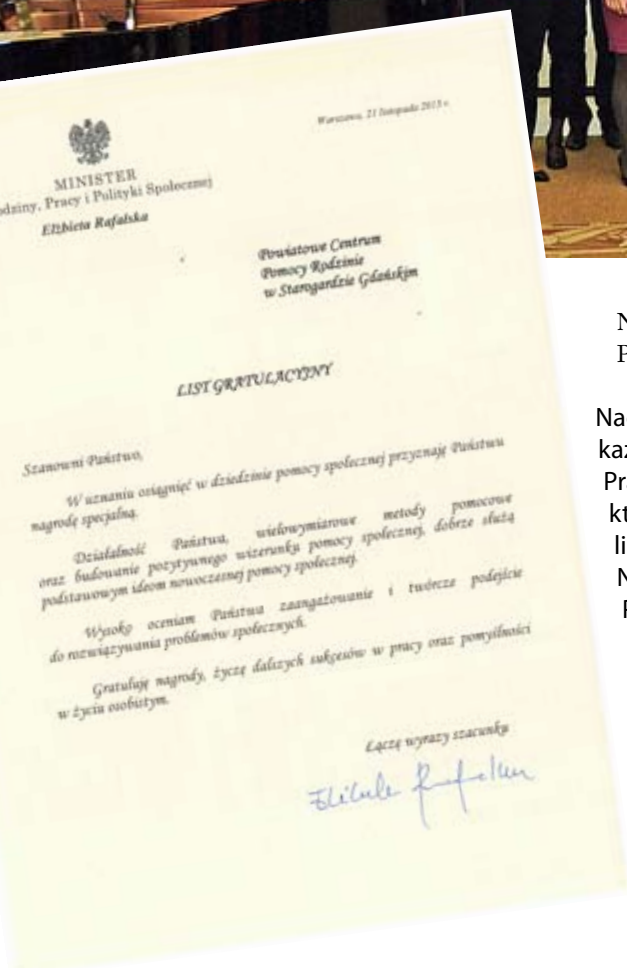 Warszawa, 21 listopada 2015 r.
MINISTER
odziny, Pracy i Polityki Społecznej
Elżbieta Rafalska
Powiatowe Centrum
Pomocy Rodzinie
w Starogardzie Gdańskim
LIST GRATULACYJNY
Szanowni Państwo,
W uznaniu osiągnięć w dziedzinie pomocy społecznej przyznaję Państwu
nagrodę specjalną.
Działalność Państwa, wielowymiarowe metody pomocowe
oraz budowanie pozytywnego wizerunku pomocy społecznej, dobrze służą
podstawowym ideom nowoczesnej pomocy społecznej.
Wysoko oceniam Państwa zaangażowanie i twórcze podejście
do rozwiązywania problemów społecznych.
Gratuluję nagrody, życzę dalszych sukcesów w pracy oraz pomyślności
w życiu osobistym.
Łączę wyrazy szacunku
N
P
Na
kaz
Pra
kt
li
N
P